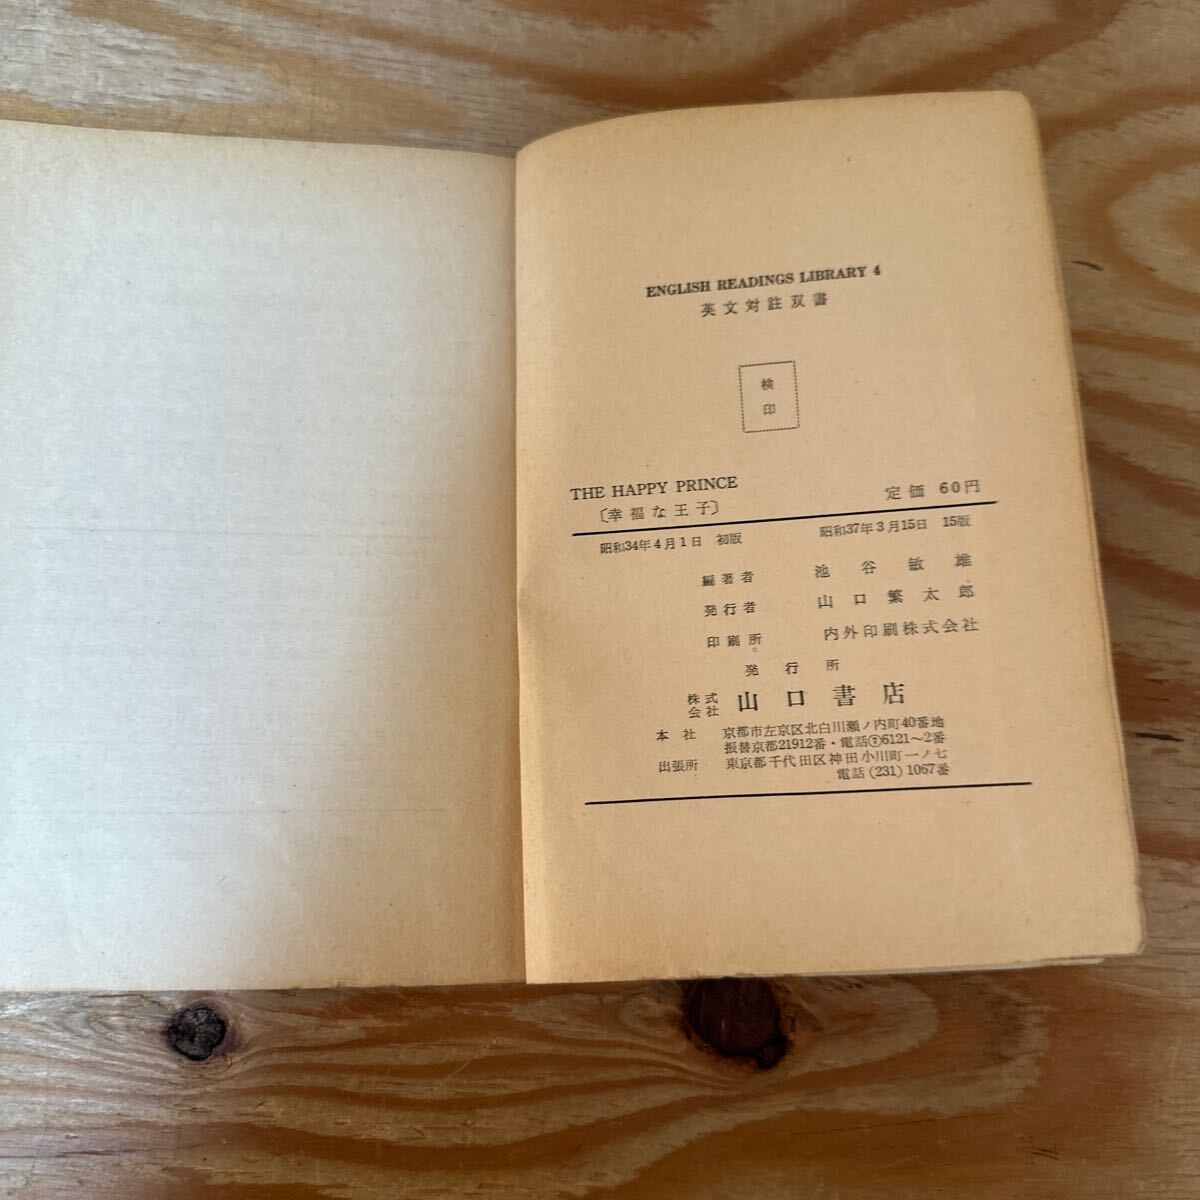 ENGLISH READINGS LIBRARY 4
英文対註双書
検
印
THE HAPPY PRINCE
〔幸福な王子〕
定価 60円
昭和34年4月1日 初版 昭和37年3月15日 15版
編著者 池谷敏雄
発行者 山口繁太郎
印刷所 内外印刷株式会社
発行所
株式会社 山口書店
本社 京都市左京区北白川瀬ノ内町40番地
振替京都21912番・電話⑦6121〜2番
出張所 東京都千代田区神田小川町一ノ七
電話(231)1067番